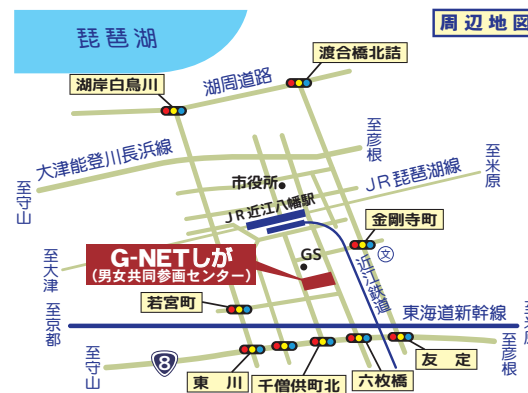 周辺地図
琵琶湖
渡合橋北詰
湖岸白鳥川
湖周道路
大津能登川長浜線
至彦根
至米原
JR琵琶湖線
至守山
市役所
JR近江八幡駅
金剛寺町
文
G-NETしが
(男女共同参画センター)
GS
近江鉄道
至大津
若宮町
至京都
東海道新幹線
至米原
至守山
8
東川
千僧供町北
六枚橋
友定
至彦根